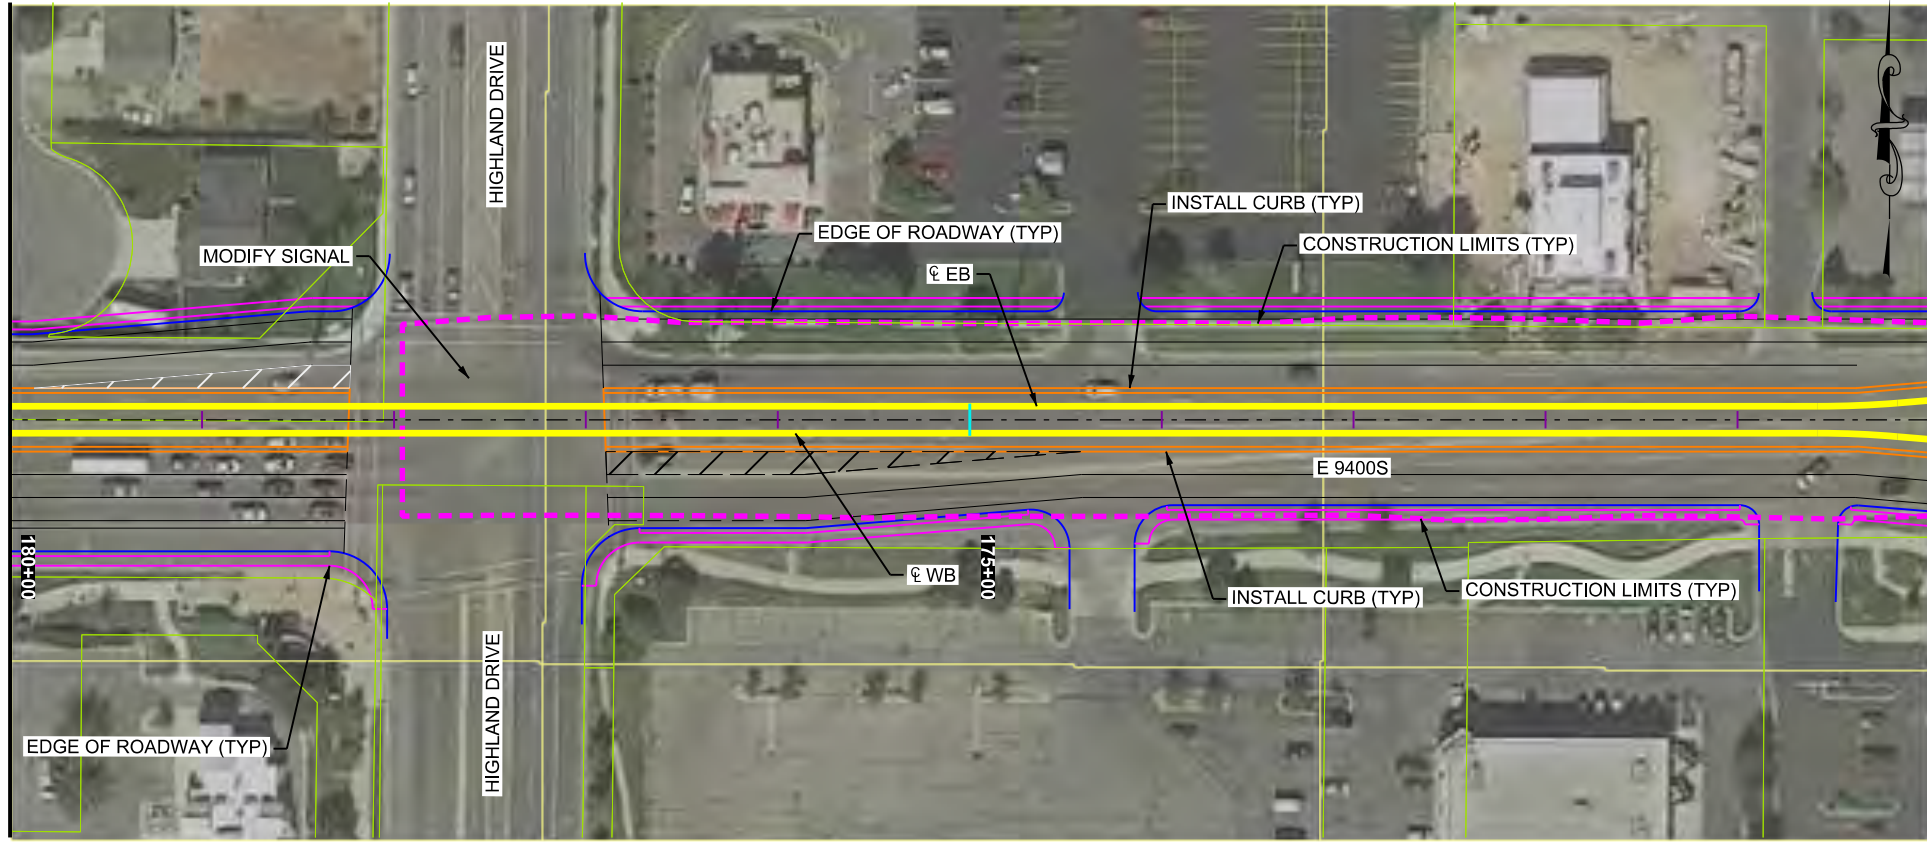 HIGHLAND DRIVE
INSTALL CURB (TYP)
EDGE OF ROADWAY (TYP)
CONSTRUCTION LIMITS (TYP)
MODIFY SIGNAL
℄ EB
E 9400S
180+00
175+00
℄ WB
CONSTRUCTION LIMITS (TYP)
INSTALL CURB (TYP)
HIGHLAND DRIVE
EDGE OF ROADWAY (TYP)